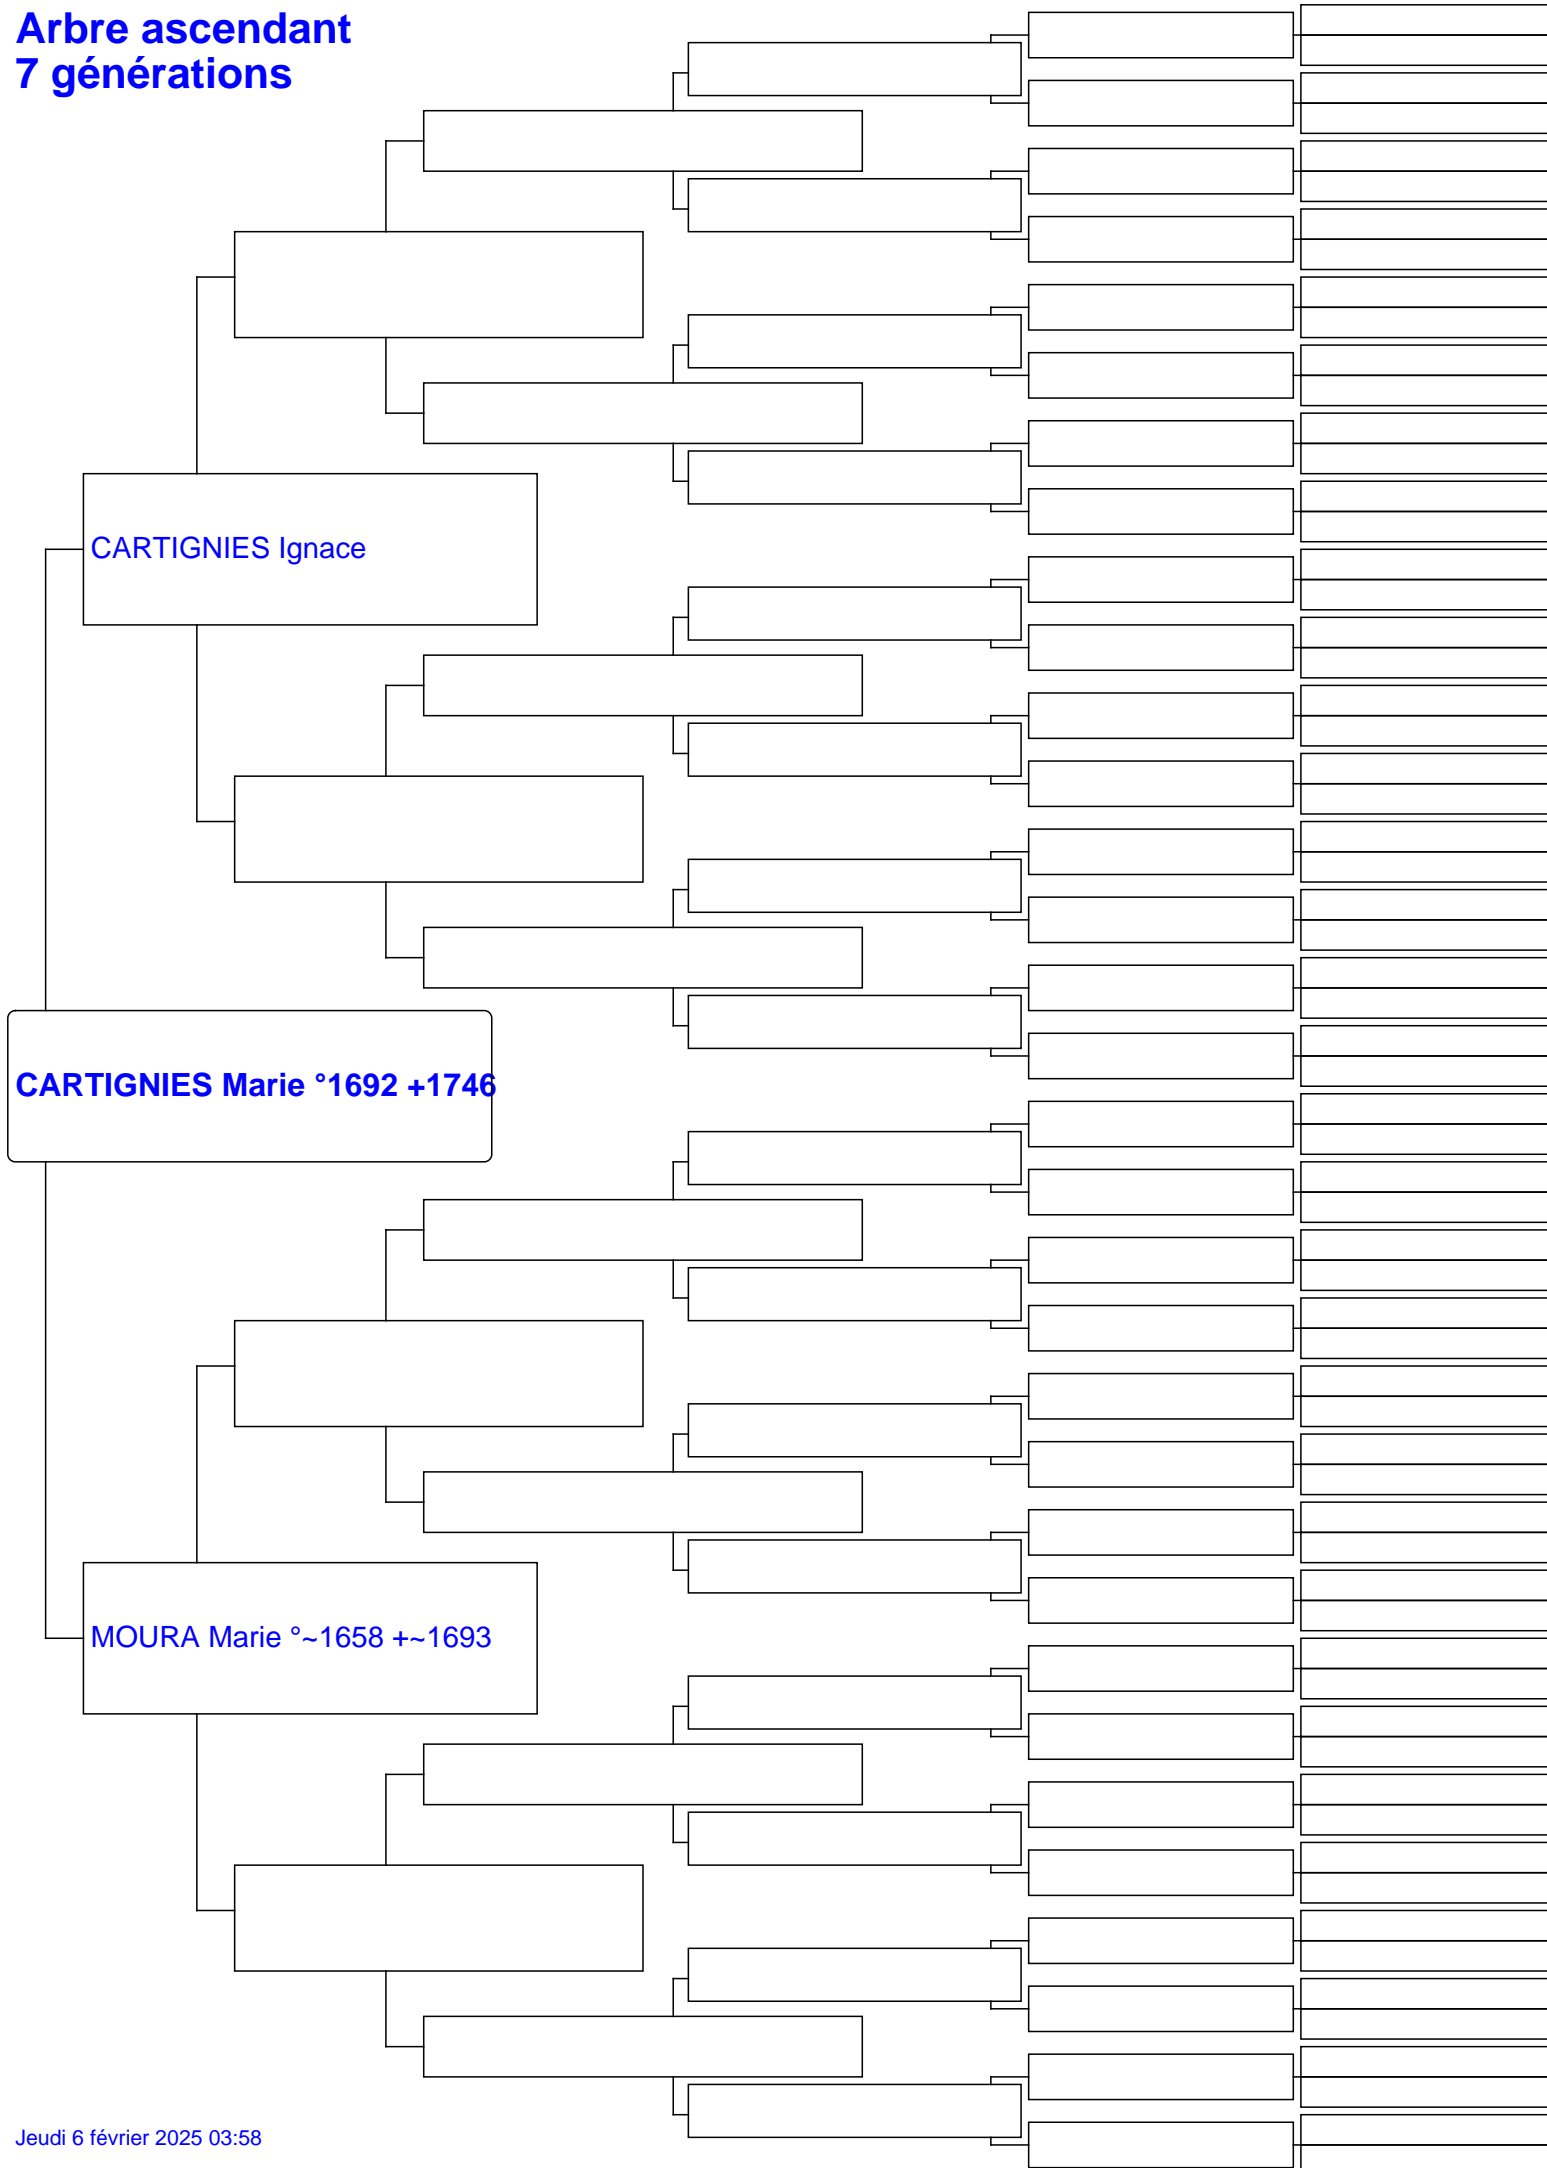 Arbre ascendant
7 générations
CARTIGNIES Ignace
CARTIGNIES Marie °1692 +1746
MOURA Marie °~1658 +~1693
Jeudi 6 février 2025 03:58